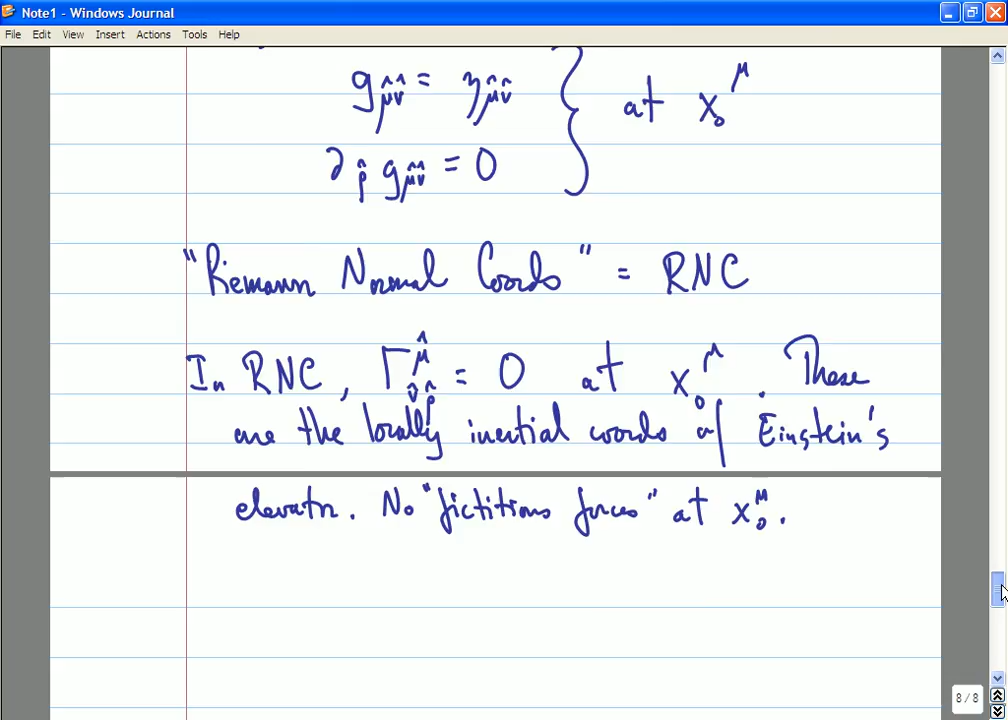 Note1 - Windows Journal
File Edit View Insert Actions Tools Help
g_{μ̂ν̂} = η_{μ̂ν̂}
∂_{ρ̂} g_{μ̂ν̂} = 0
} at x₀^μ
"Riemann Normal Coords" = RNC
In RNC, Γ^{μ̂}_{ν̂ρ̂} = 0 at x₀^μ. These
are the locally inertial coords of Einstein's
elevator. No "fictitious forces" at x₀^μ.
8/8